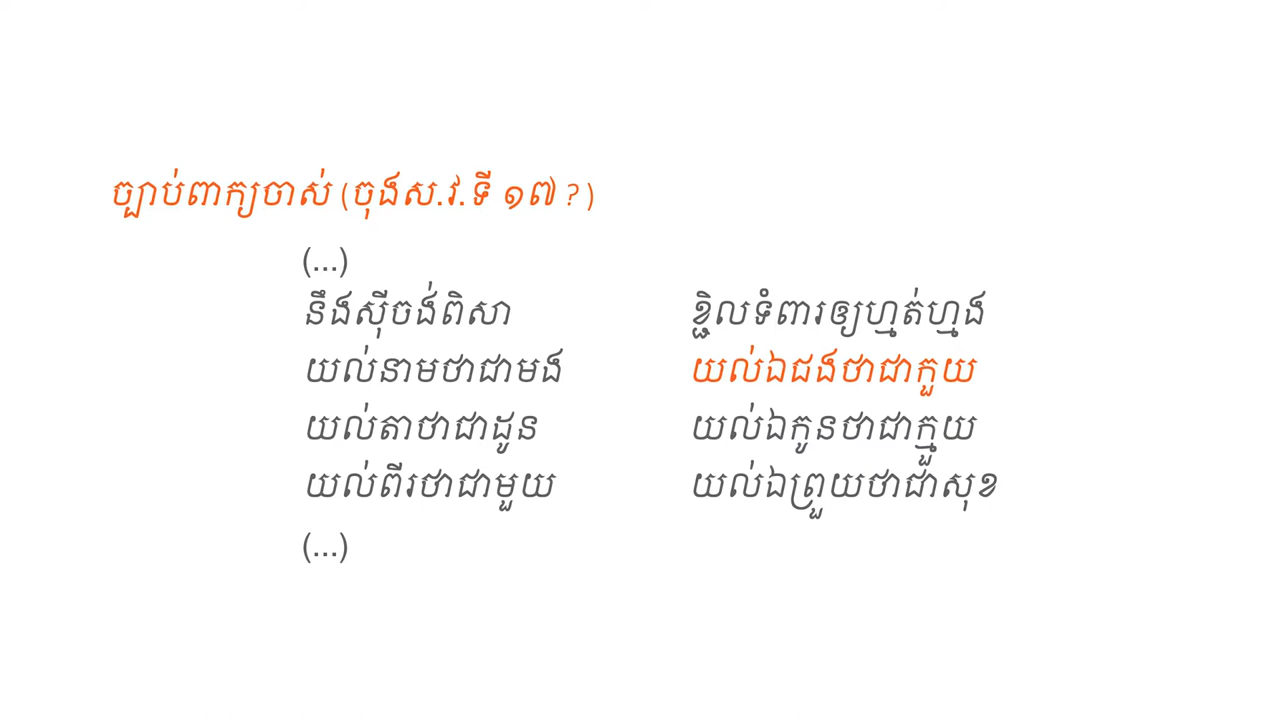 ច្បាប់ពាក្យចាស់ (ចុងស.វ.ទី ១៧ ? )
(...)
នឹងស៊ីចង់ពិសា ខ្ជិលទំពារឲ្យហ្មត់ហ្មង
យល់នាមថាជាមង យល់ឯជងថាជាកួយ
យល់តាថាជាដូន យល់ឯកូនថាជាក្មួយ
យល់ពីរថាជាមួយ យល់ឯព្រួយថាជាសុខ
(...)